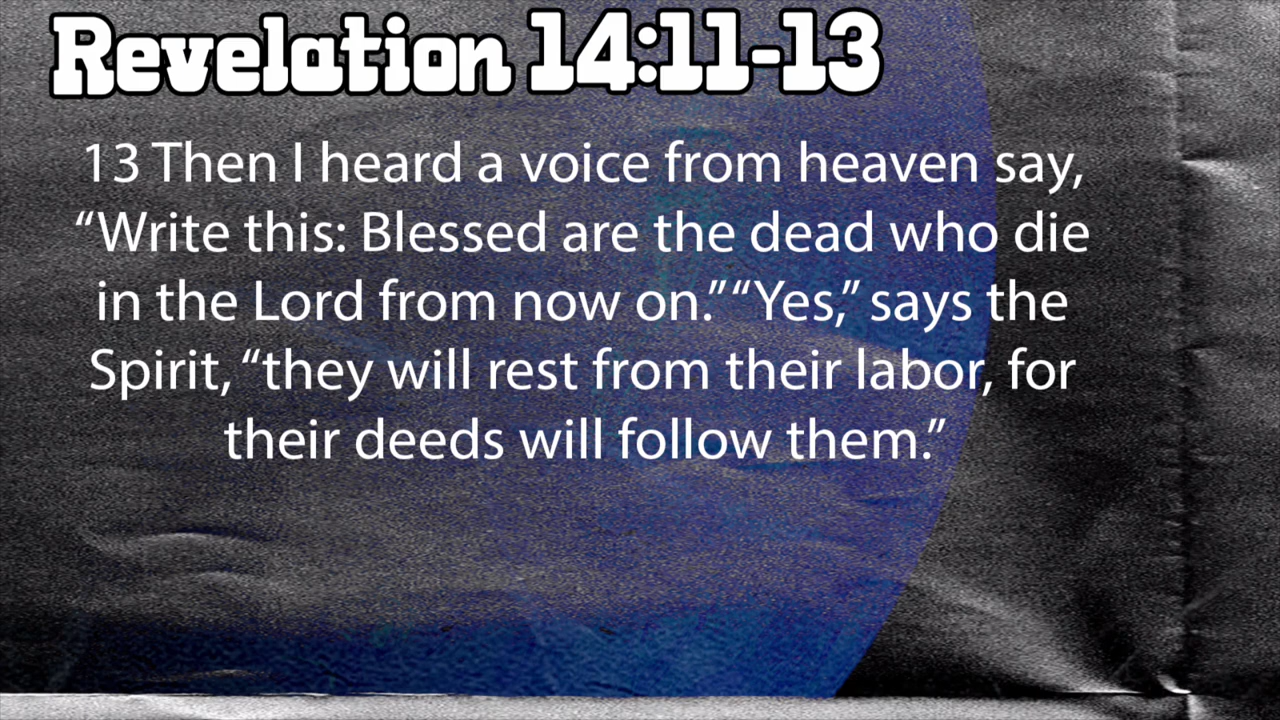 Revelation 14:11-13
13 Then I heard a voice from heaven say,
“Write this: Blessed are the dead who die
in the Lord from now on.” “Yes,” says the
Spirit, “they will rest from their labor, for
their deeds will follow them.”